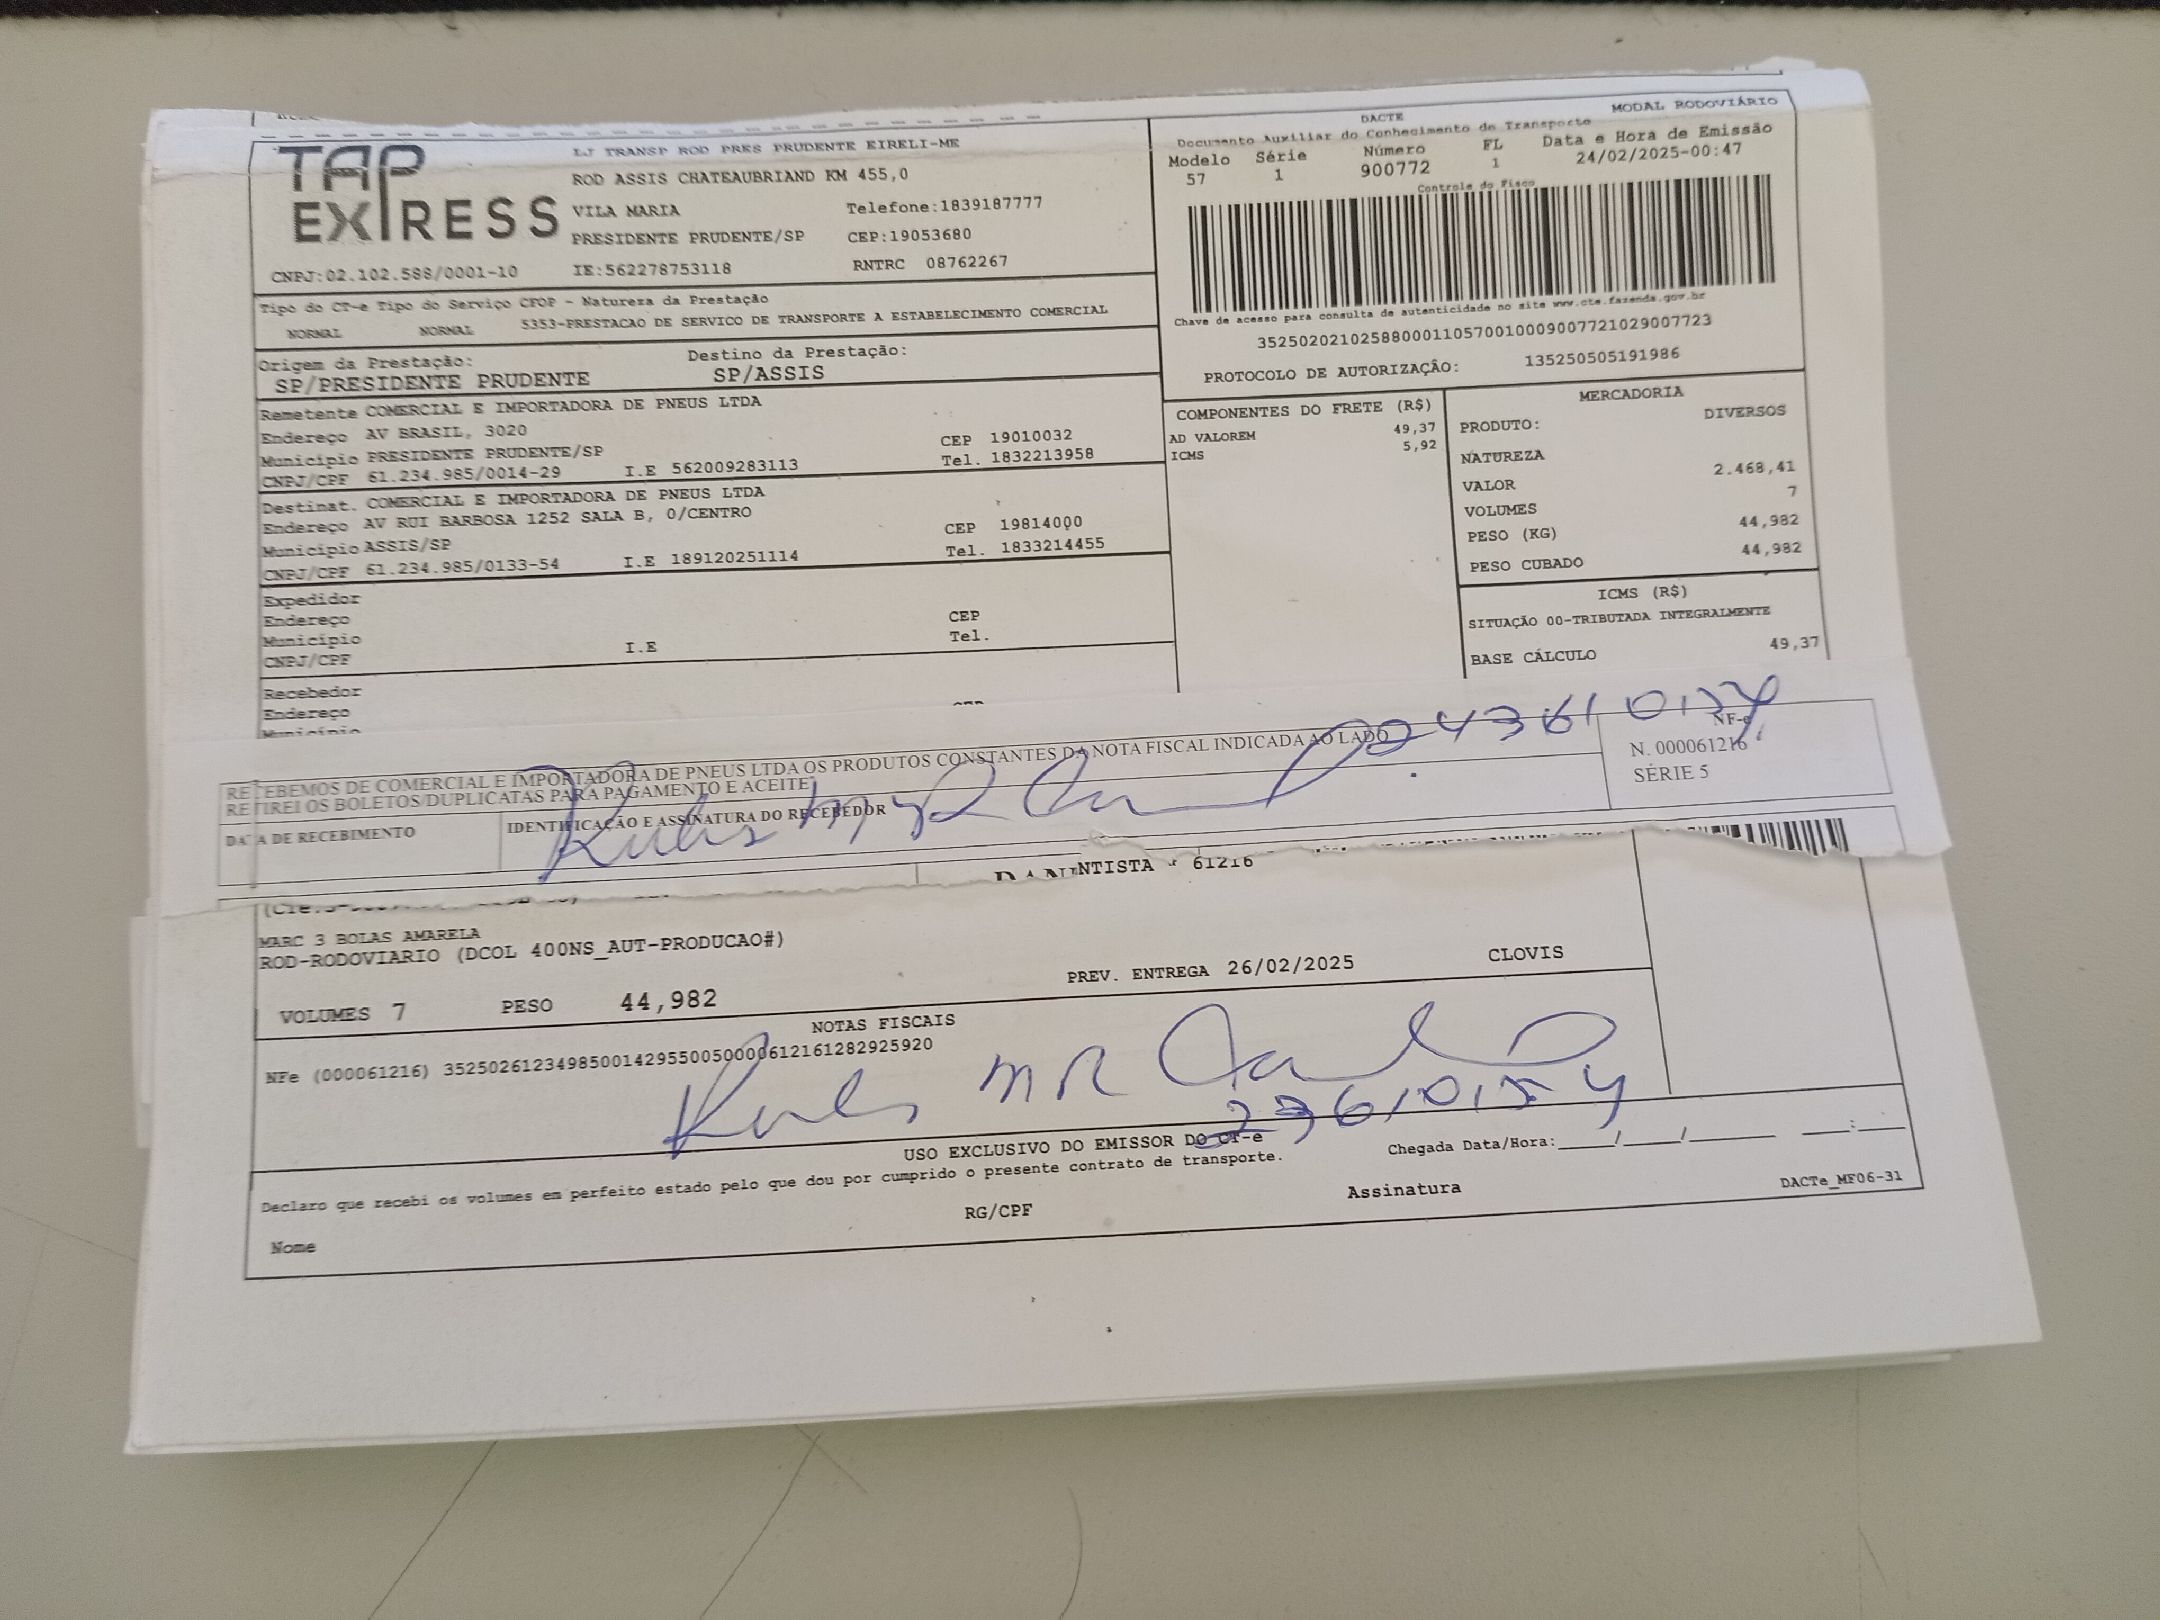 TAP
EXPRESS
LJ TRANSP ROD PRES PRUDENTE EIRELI-ME
ROD ASSIS CHATEAUBRIAND KM 455,0
VILA MARIA Telefone:1839187777
PRESIDENTE PRUDENTE/SP CEP:19053680
CNPJ:02.102.588/0001-10 IE:562278753118 RNTRC 08762267
DACTE MODAL RODOVIÁRIO
Documento Auxiliar do Conhecimento de Transporte
Modelo Série Número FL Data e Hora de Emissão
57 1 900772 1 24/02/2025-00:47
Controle do Fisco
Chave de acesso para consulta de autenticidade no site www.cte.fazenda.gov.br
35250202102588000110570010009007721029007723
PROTOCOLO DE AUTORIZAÇÃO: 135250505191986
Tipo do CT-e Tipo do Serviço CFOP - Natureza da Prestação
NORMAL NORMAL 5353-PRESTACAO DE SERVICO DE TRANSPORTE A ESTABELECIMENTO COMERCIAL
Origem da Prestação: Destino da Prestação:
SP/PRESIDENTE PRUDENTE SP/ASSIS
Remetente COMERCIAL E IMPORTADORA DE PNEUS LTDA
Endereço AV BRASIL, 3020
Município PRESIDENTE PRUDENTE/SP CEP 19010032
CNPJ/CPF 61.234.985/0014-29 I.E 562009283113 Tel. 1832213958
Destinat. COMERCIAL E IMPORTADORA DE PNEUS LTDA
Endereço AV RUI BARBOSA 1252 SALA B, 0/CENTRO
Município ASSIS/SP CEP 19814000
CNPJ/CPF 61.234.985/0133-54 I.E 189120251114 Tel. 1833214455
Expedidor
Endereço CEP
Município Tel.
CNPJ/CPF I.E
Recebedor
Endereço
Município
COMPONENTES DO FRETE (R$)
AD VALOREM 49,37
ICMS 5,92
MERCADORIA
PRODUTO: DIVERSOS
NATUREZA
VALOR 2.468,41
VOLUMES 7
PESO (KG) 44,982
PESO CUBADO 44,982
ICMS (R$)
SITUAÇÃO 00-TRIBUTADA INTEGRALMENTE
BASE CÁLCULO 49,37
RECEBEMOS DE COMERCIAL E IMPORTADORA DE PNEUS LTDA OS PRODUTOS CONSTANTES DA NOTA FISCAL INDICADA AO LADO
RETIREI OS BOLETOS/DUPLICATAS PARA PAGAMENTO E ACEITE
DATA DE RECEBIMENTO IDENTIFICAÇÃO E ASSINATURA DO RECEBEDOR
NF-e
N. 000061216
SÉRIE 5
61216
MARC 3 BOLAS AMARELA
ROD-RODOVIARIO (DCOL 400NS_AUT-PRODUCAO#)
PREV. ENTREGA 26/02/2025 CLOVIS
VOLUMES 7 PESO 44,982
NOTAS FISCAIS
NFe (000061216) 35250261234985001429550050000612161282925920
USO EXCLUSIVO DO EMISSOR DO CT-e
Declaro que recebi os volumes em perfeito estado pelo que dou por cumprido o presente contrato de transporte.
Chegada Data/Hora:____/____/______ ___:___
Nome RG/CPF Assinatura DACTe_MF06-31